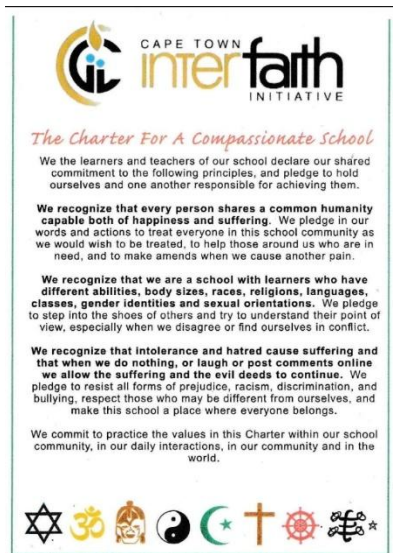 CAPE TOWN
interfaith
INITIATIVE
The Charter For A Compassionate School
We the learners and teachers of our school declare our shared
commitment to the following principles, and pledge to hold
ourselves and one another responsible for achieving them.
We recognize that every person shares a common humanity
capable both of happiness and suffering. We pledge in our
words and actions to treat everyone in this school community as
we would wish to be treated, to help those around us who are in
need, and to make amends when we cause another pain.
We recognize that we are a school with learners who have
different abilities, body sizes, races, religions, languages,
classes, gender identities and sexual orientations. We pledge
to step into the shoes of others and try to understand their point of
view, especially when we disagree or find ourselves in conflict.
We recognize that intolerance and hatred cause suffering and
that when we do nothing, or laugh or post comments online
we allow the suffering and the evil deeds to continue. We
pledge to resist all forms of prejudice, racism, discrimination, and
bullying, respect those who may be different from ourselves, and
make this school a place where everyone belongs.
We commit to practice the values in this Charter within our school
community, in our daily interactions, in our community and in the
world.
ॐ